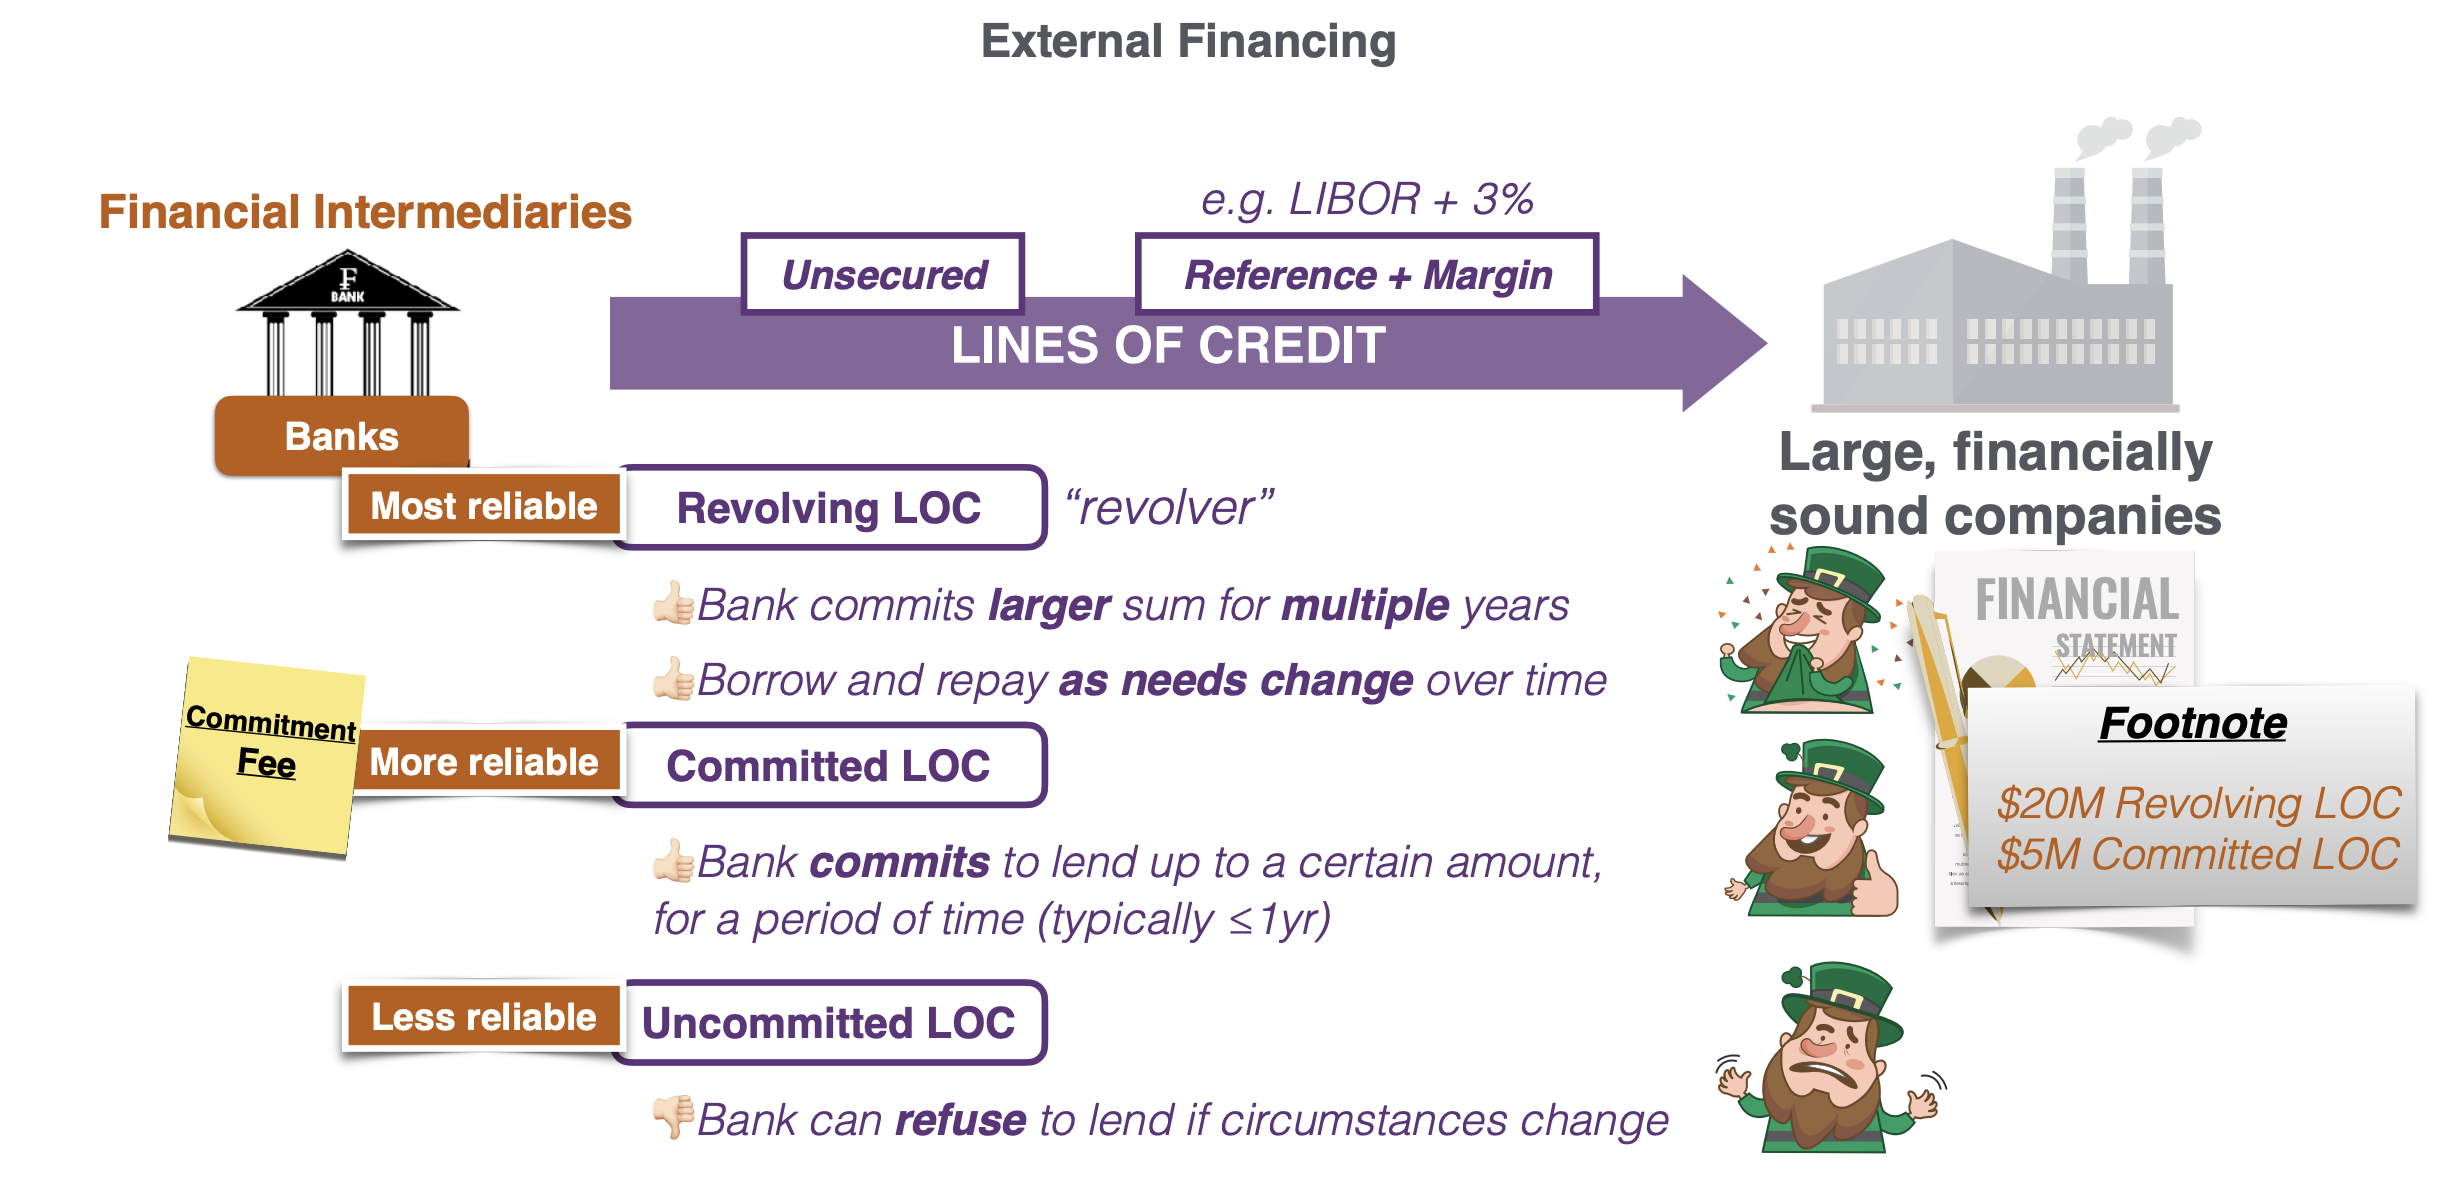 External Financing
Financial Intermediaries
F
BANK
Banks
e.g. LIBOR + 3%
Unsecured
Reference + Margin
LINES OF CREDIT
Large, financially
sound companies
Most reliable
Revolving LOC
“revolver”
👍Bank commits larger sum for multiple years
👍Borrow and repay as needs change over time
Commitment
Fee
More reliable
Committed LOC
👍Bank commits to lend up to a certain amount,
for a period of time (typically ≤1yr)
Less reliable
Uncommitted LOC
👎Bank can refuse to lend if circumstances change
FINANCIAL
STATEMENT
Footnote
$20M Revolving LOC
$5M Committed LOC